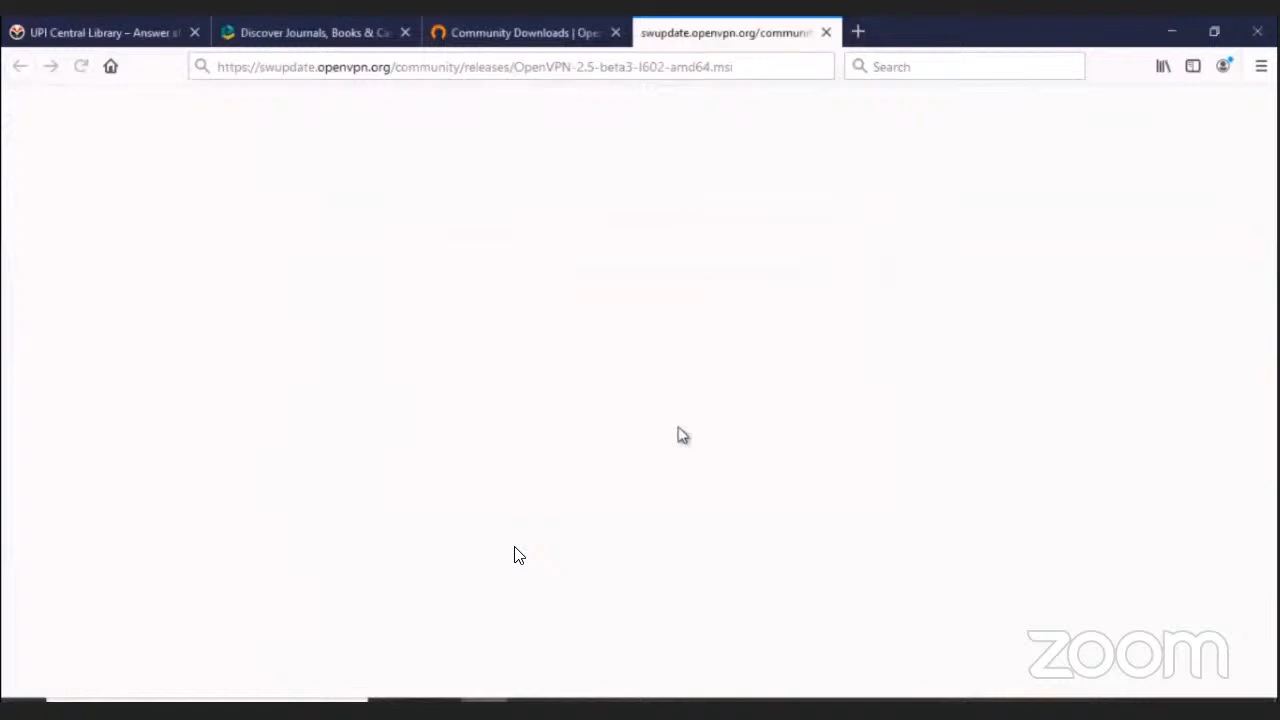 UPI Central Library – Answer a
Discover Journals, Books & Ca
Community Downloads | Ope
swupdate.openvpn.org/communi
https://swupdate.openvpn.org/community/releases/OpenVPN-2.5-beta3-I602-amd64.msi
Search
zoom